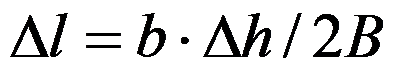 Δl = b · Δh / 2B